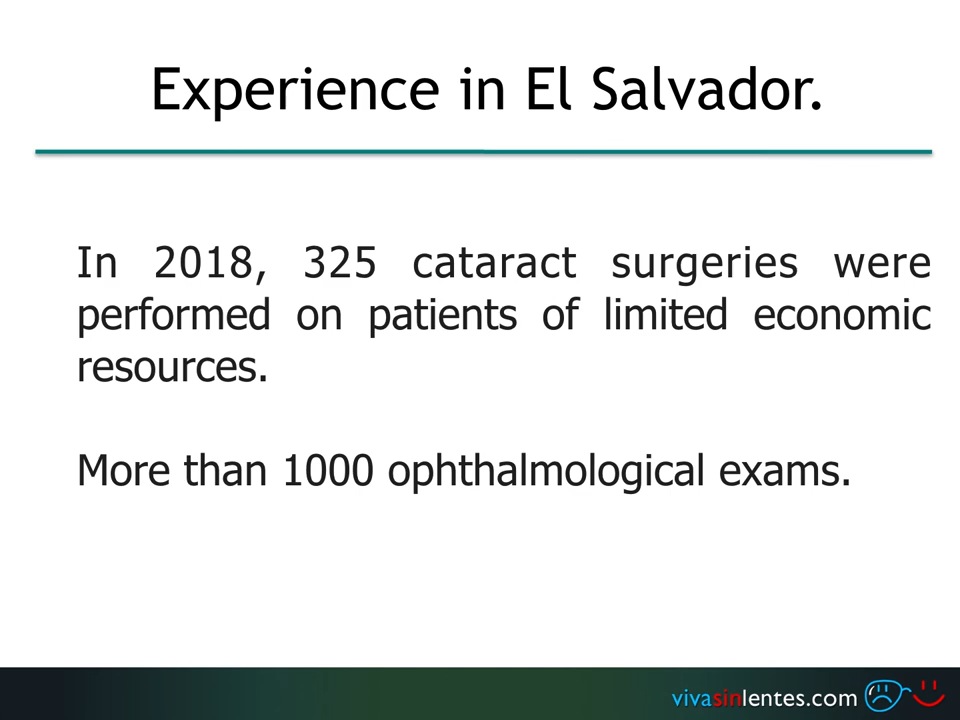 Experience in El Salvador.
In 2018, 325 cataract surgeries were
performed on patients of limited economic
resources.
More than 1000 ophthalmological exams.
vivasinlentes.com